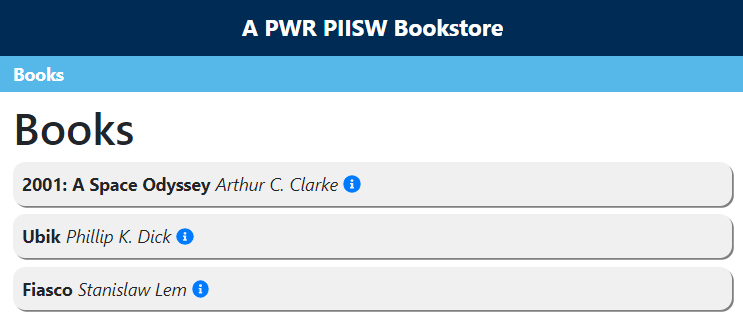 A PWR PIISW Bookstore
Books
Books
2001: A Space Odyssey Arthur C. Clarke
Ubik Phillip K. Dick
Fiasco Stanislaw Lem